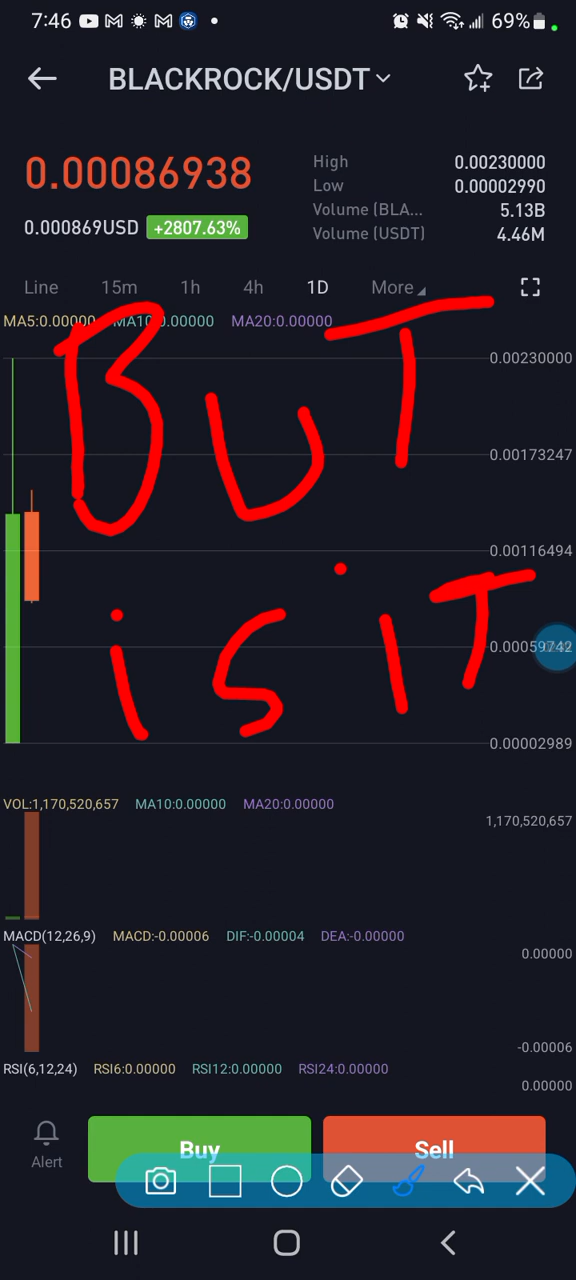 7:46 69%
BLACKROCK/USDT
0.00086938
High 0.00230000
Low 0.00002990
Volume (BLA... 5.13B
0.000869USD +2807.63%
Volume (USDT) 4.46M
Line 15m 1h 4h 1D More
MA5:0.00000 MA10:0.00000 MA20:0.00000
0.00230000
BUT
0.00173247
0.00116494
is iT
0.00059742
0.00002989
VOL:1,170,520,657 MA10:0.00000 MA20:0.00000
1,170,520,657
MACD(12,26,9) MACD:-0.00006 DIF:-0.00004 DEA:-0.00000
0.00000
-0.00006
RSI(6,12,24) RSI6:0.00000 RSI12:0.00000 RSI24:0.00000
0.00000
Alert Buy Sell